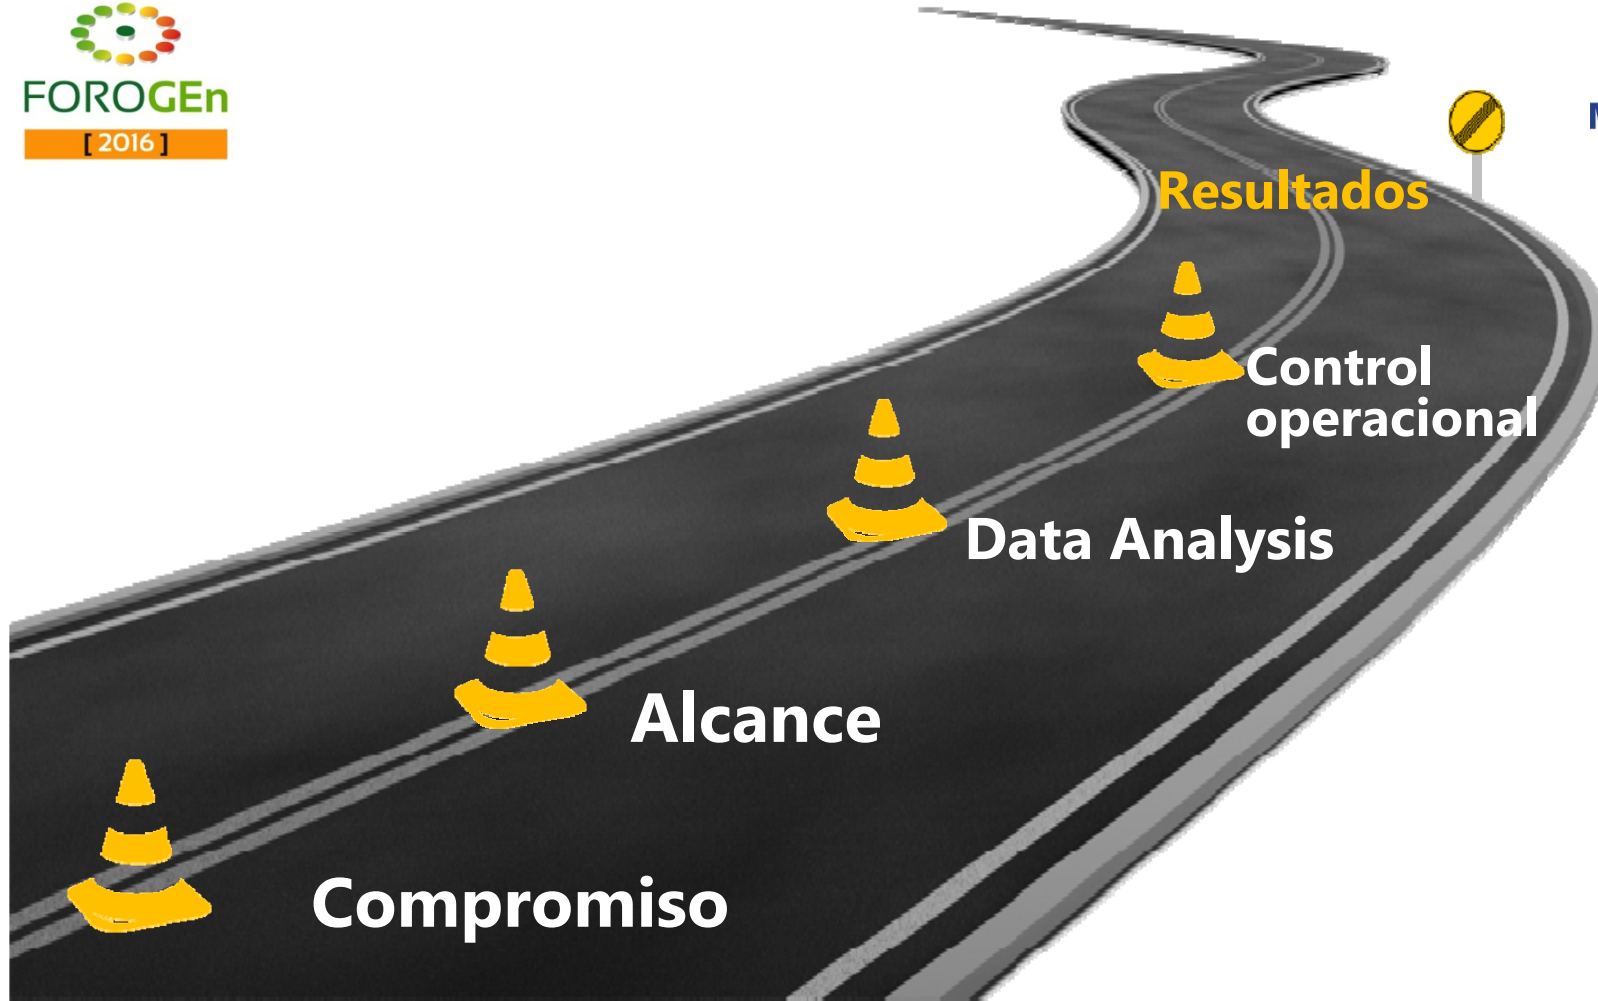 FOROGEn
[ 2016 ]
Resultados
Control
operacional
Data Analysis
Alcance
Compromiso